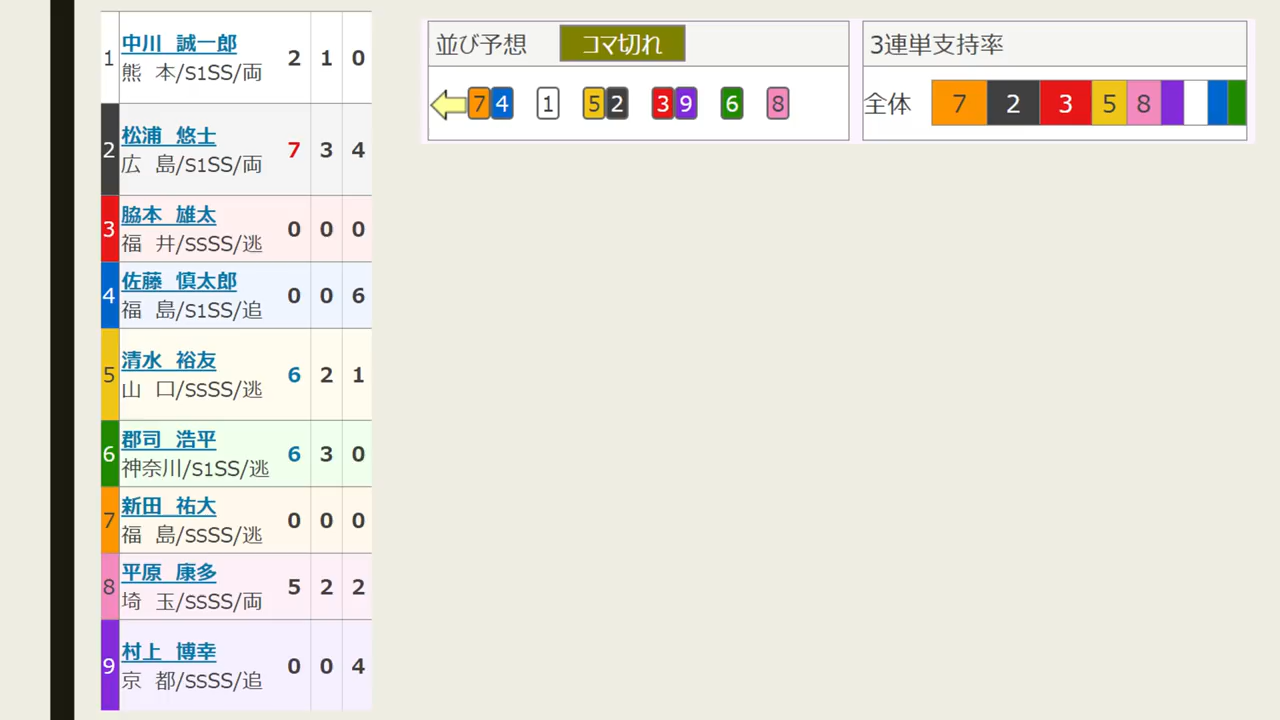 1 中川 誠一郎 2 1 0
熊 本/S1SS/両
2 松浦 悠士 7 3 4
広 島/S1SS/両
3 脇本 雄太 0 0 0
福 井/SSSS/逃
4 佐藤 慎太郎 0 0 6
福 島/S1SS/追
5 清水 裕友 6 2 1
山 口/SSSS/逃
6 郡司 浩平 6 3 0
神奈川/S1SS/逃
7 新田 祐大 0 0 0
福 島/SSSS/逃
8 平原 康多 5 2 2
埼 玉/SSSS/両
9 村上 博幸 0 0 4
京 都/SSSS/追
並び予想 コマ切れ
7 4 1 5 2 3 9 6 8
3連単支持率
全体 7 2 3 5 8